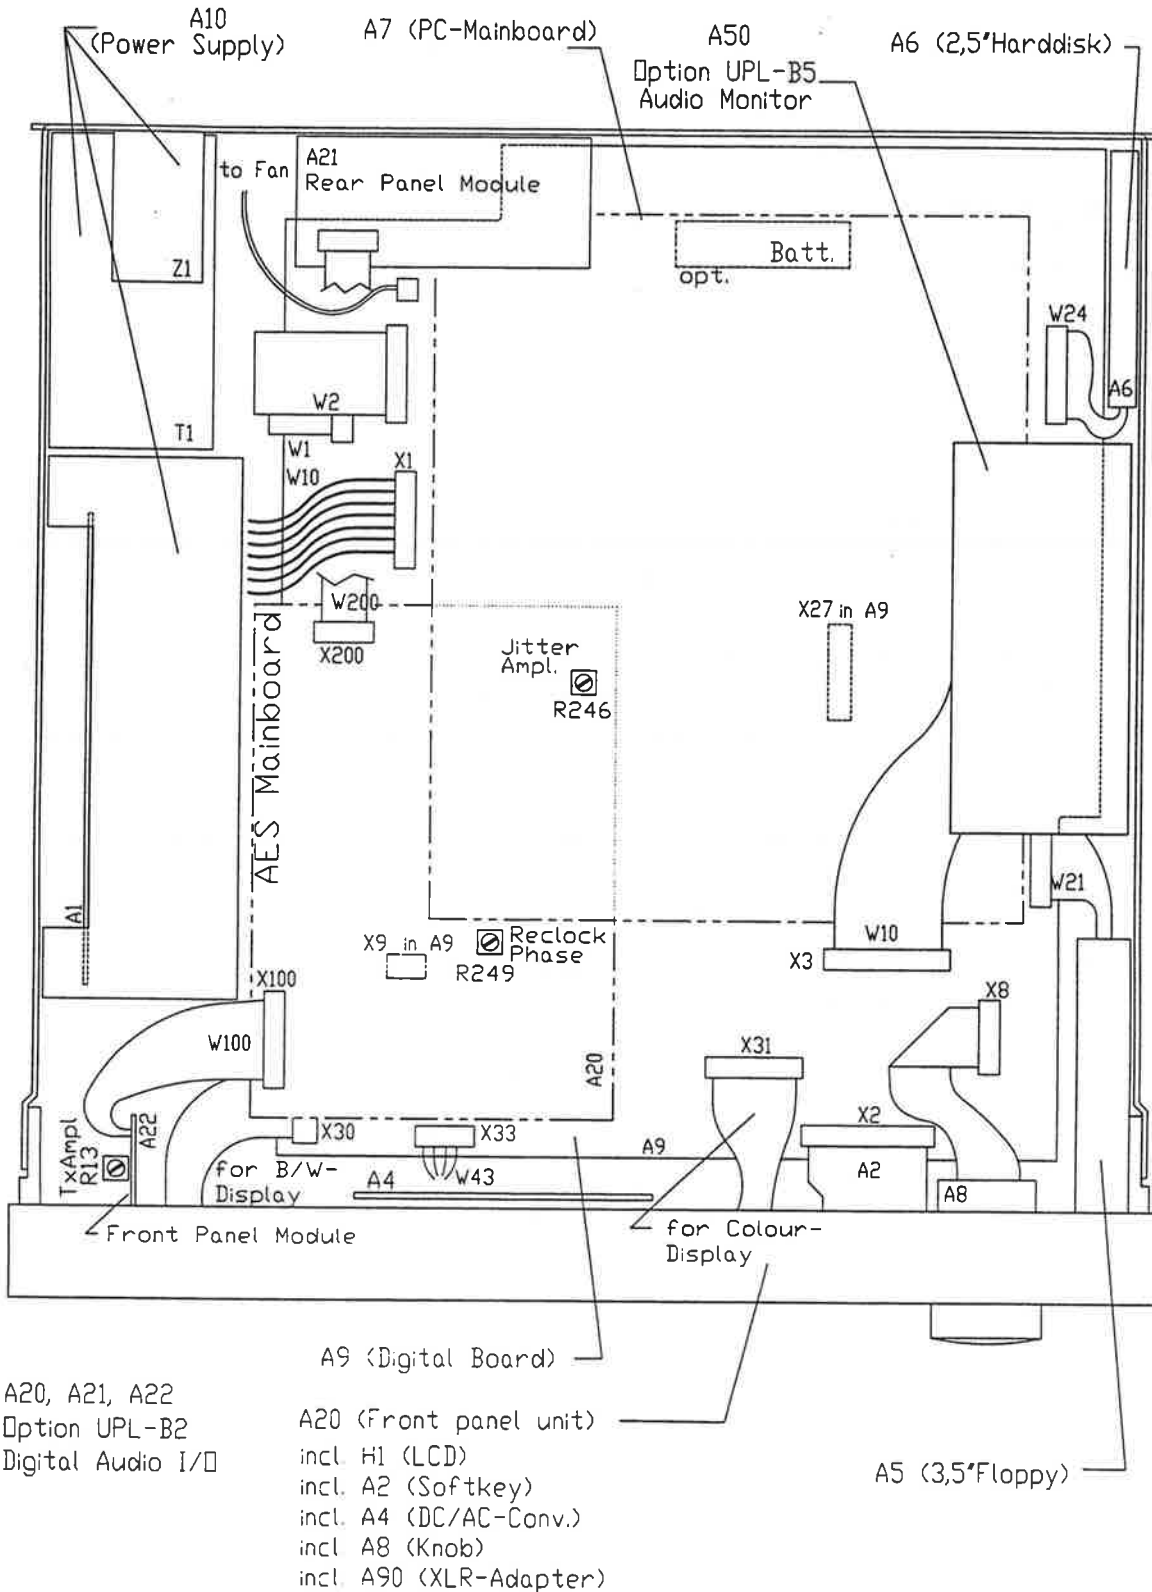 A10
(Power Supply)
A7 (PC-Mainboard)
A50
Option UPL-B5
Audio Monitor
A6 (2,5"Harddisk)
to Fan
A21
Rear Panel Module
Z1
Batt.
opt.
W24
A6
T1
W2
W1
W10
X1
W200
X200
AES Mainboard
Jitter
Ampl.
R246
X27 in A9
A1
X9 in A9
Reclock
Phase
R249
W21
W10
X3
X100
W100
X8
X31
A20
X2
TxAmpl
R13
A22
X30
X33
A9
A2
for B/W-
Display
A4
W43
A8
Front Panel Module
for Colour-
Display
A9 (Digital Board)
A20, A21, A22
Option UPL-B2
Digital Audio I/O
A20 (Front panel unit)
incl. H1 (LCD)
incl. A2 (Softkey)
incl. A4 (DC/AC-Conv.)
incl. A8 (Knob)
incl. A90 (XLR-Adapter)
A5 (3,5"Floppy)